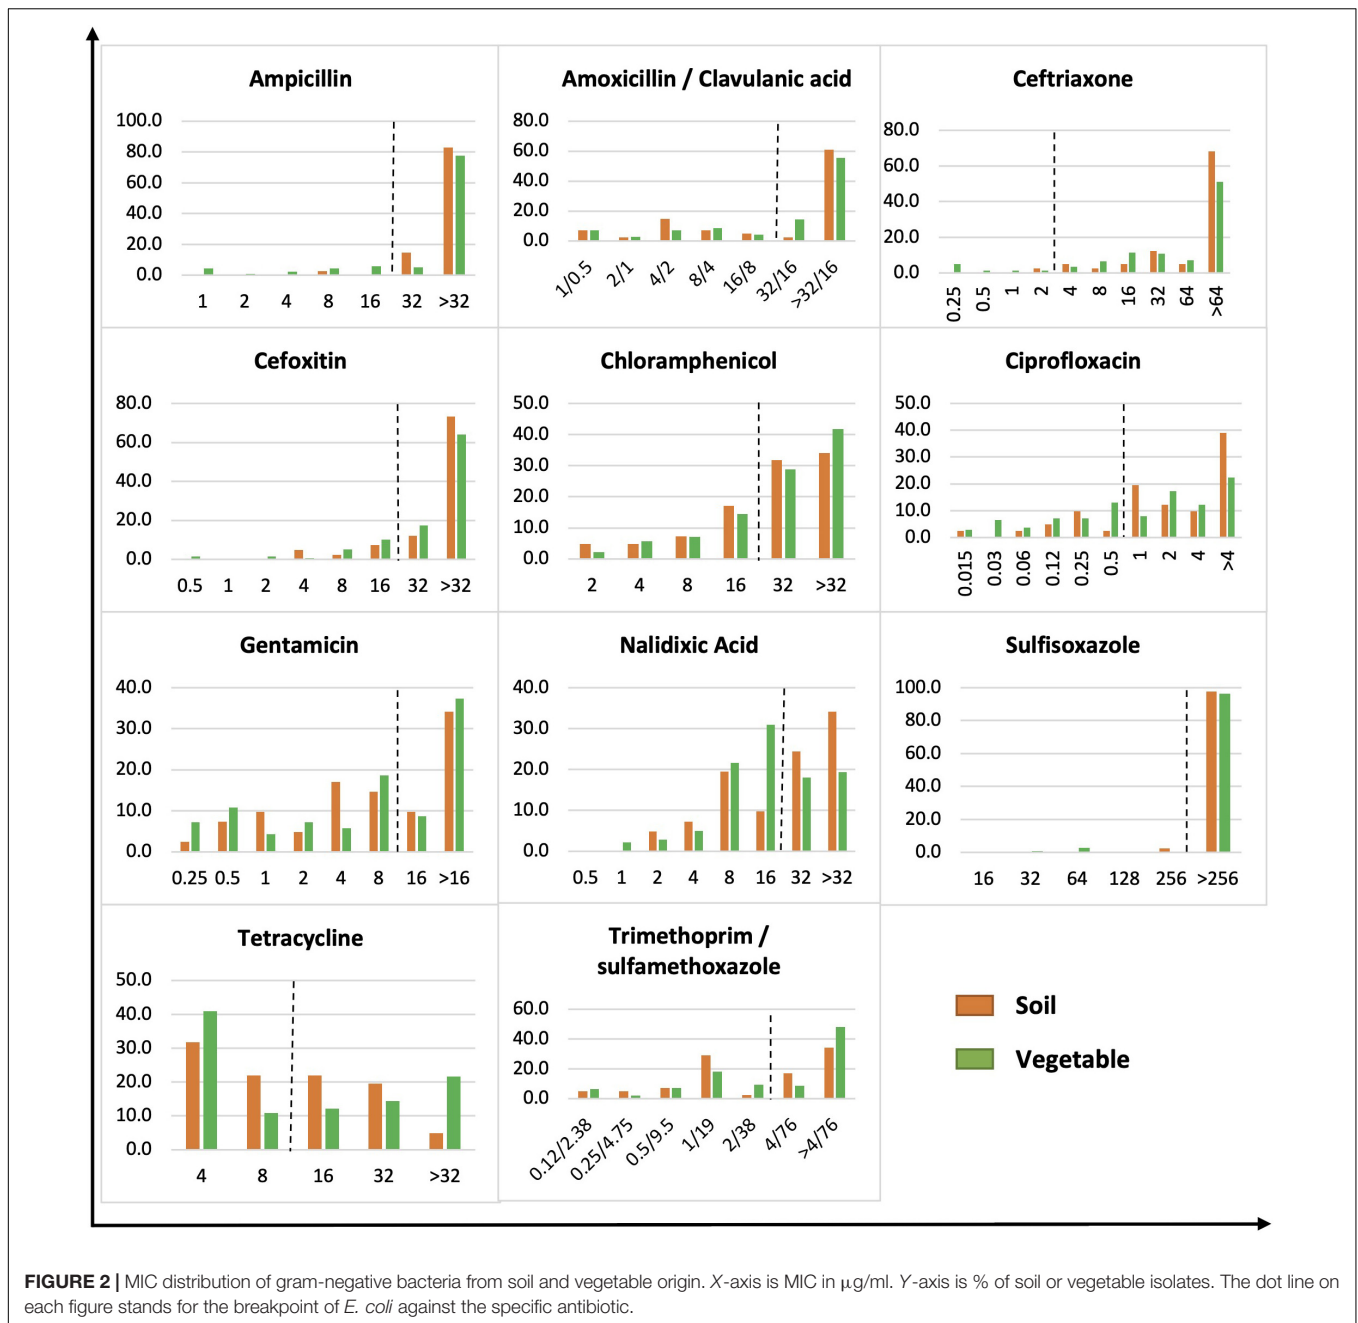 Ampicillin
100.0
80.0
60.0
40.0
20.0
0.0
1 2 4 8 16 32 >32
Amoxicillin / Clavulanic acid
80.0
60.0
40.0
20.0
0.0
1/0.5 2/1 4/2 8/4 16/8 32/16 >32/16
Ceftriaxone
80.0
60.0
40.0
20.0
0.0
0.25 0.5 1 2 4 8 16 32 64 >64
Cefoxitin
80.0
60.0
40.0
20.0
0.0
0.5 1 2 4 8 16 32 >32
Chloramphenicol
50.0
40.0
30.0
20.0
10.0
0.0
2 4 8 16 32 >32
Ciprofloxacin
50.0
40.0
30.0
20.0
10.0
0.0
0.015 0.03 0.06 0.12 0.25 0.5 1 2 4 >4
Gentamicin
40.0
30.0
20.0
10.0
0.0
0.25 0.5 1 2 4 8 16 >16
Nalidixic Acid
40.0
30.0
20.0
10.0
0.0
0.5 1 2 4 8 16 32 >32
Sulfisoxazole
100.0
80.0
60.0
40.0
20.0
0.0
16 32 64 128 256 >256
Tetracycline
50.0
40.0
30.0
20.0
10.0
0.0
4 8 16 32 >32
Trimethoprim /
sulfamethoxazole
60.0
40.0
20.0
0.0
0.12/2.38 0.25/4.75 0.5/9.5 1/19 2/38 4/76 >4/76
Soil
Vegetable
FIGURE 2 | MIC distribution of gram-negative bacteria from soil and vegetable origin. X-axis is MIC in μg/ml. Y-axis is % of soil or vegetable isolates. The dot line on
each figure stands for the breakpoint of E. coli against the specific antibiotic.